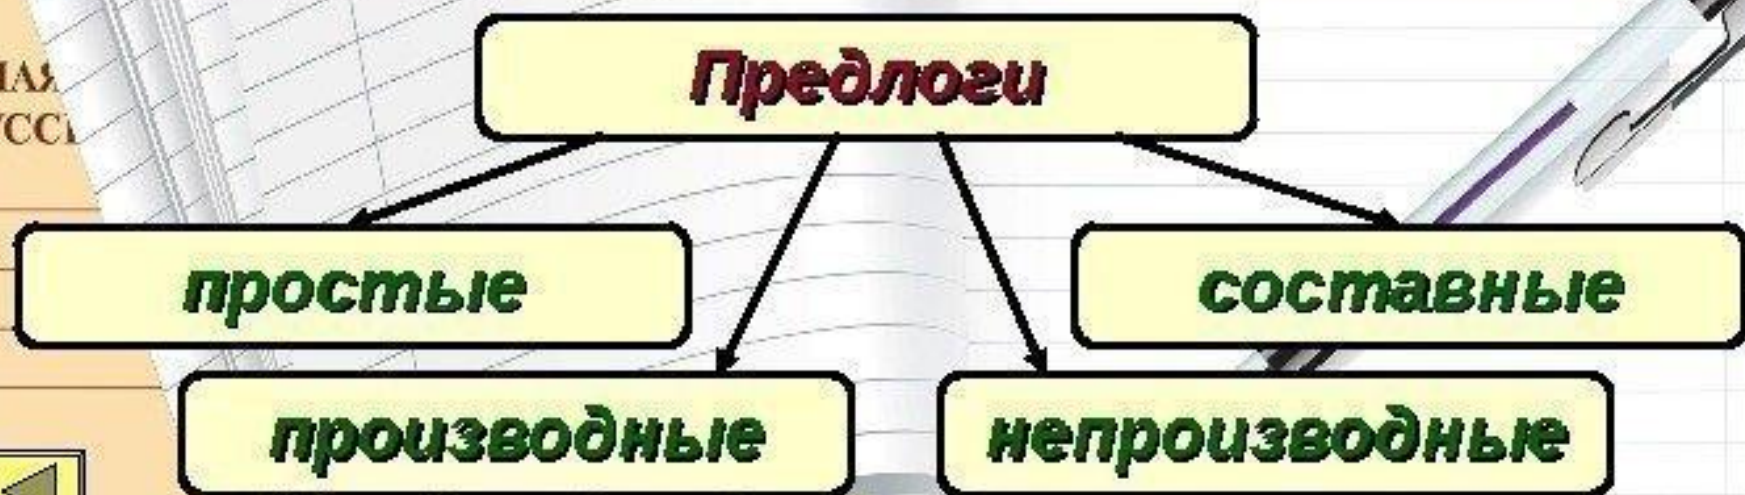 Предлоги
простые
составные
производные
непроизводные